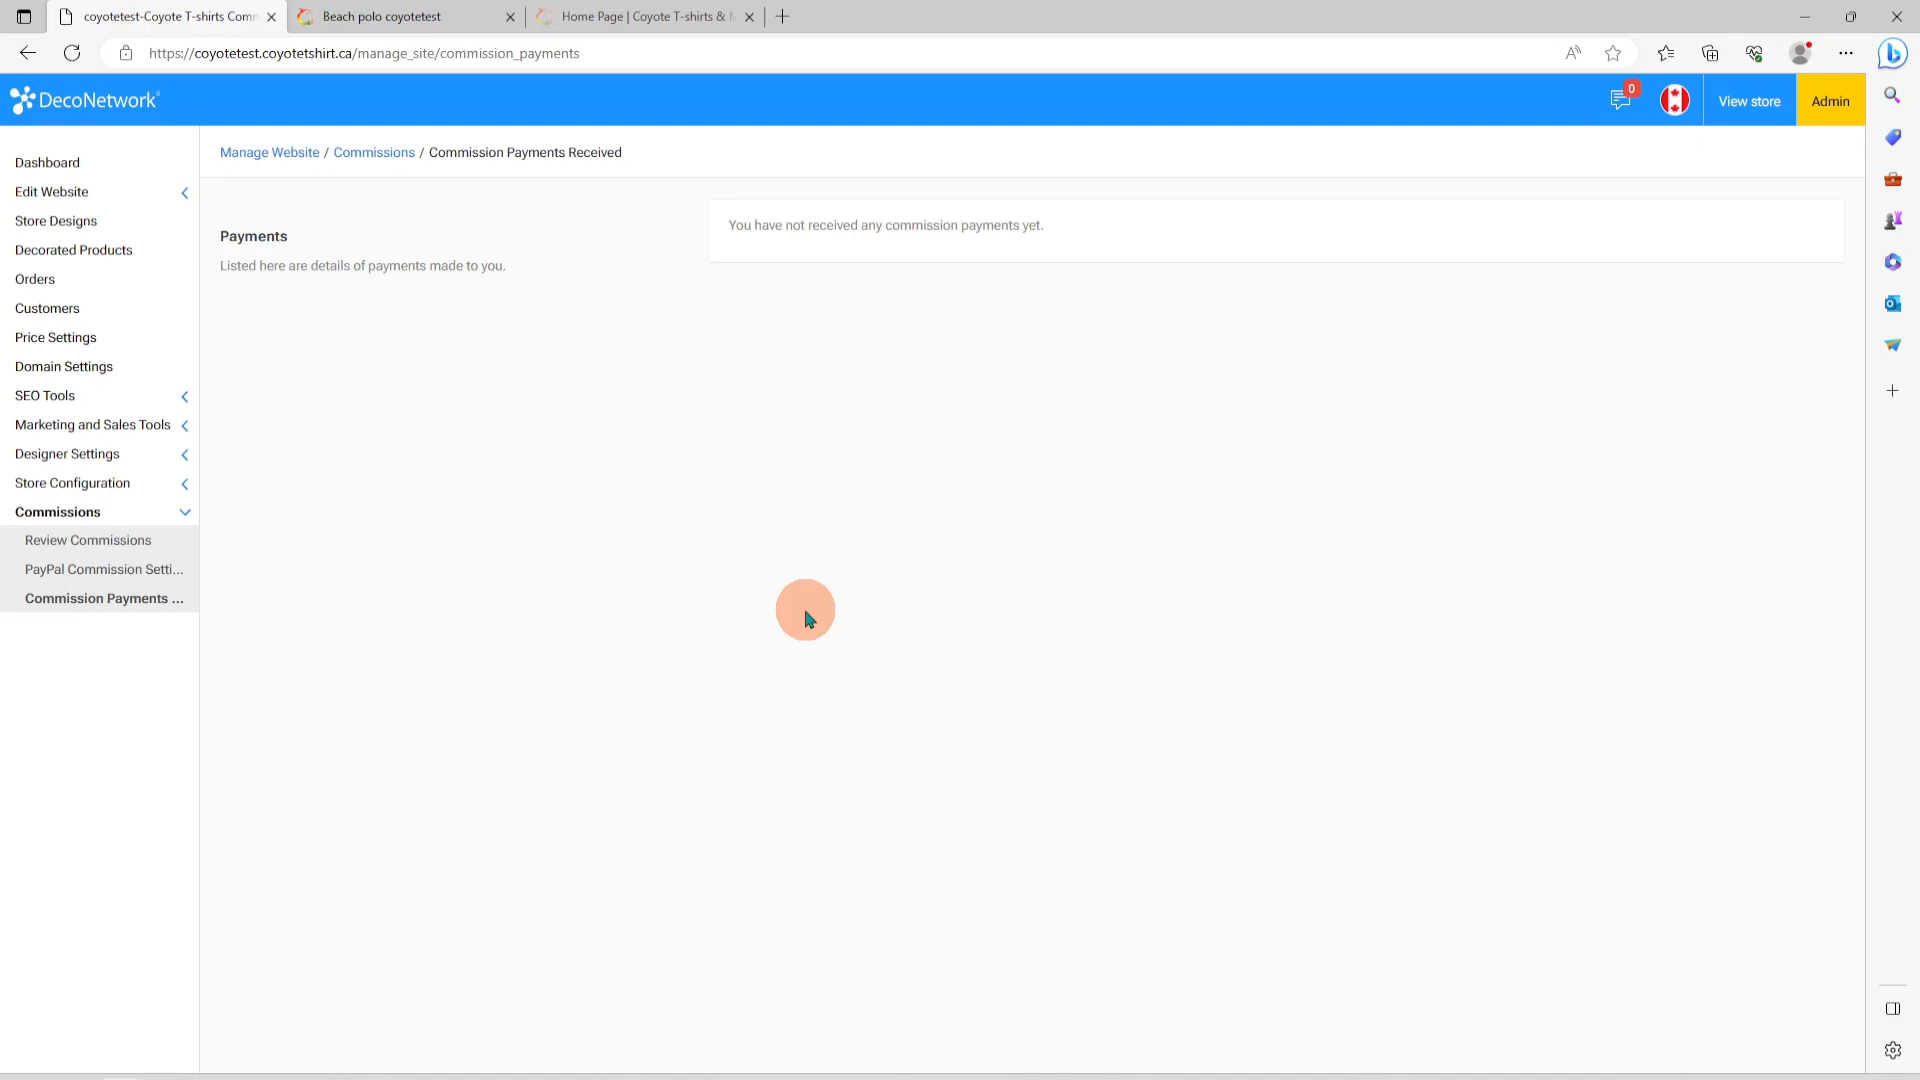 coyotetest-Coyote T-shirts Com
Beach polo coyotetest
Home Page | Coyote T-shirts &
https://coyotetest.coyotetshirt.ca/manage_site/commission_payments
DecoNetwork
0
View store
Admin
Manage Website / Commissions / Commission Payments Received
Dashboard
Edit Website
Store Designs
Decorated Products
Orders
Customers
Price Settings
Domain Settings
SEO Tools
Marketing and Sales Tools
Designer Settings
Store Configuration
Commissions
Review Commissions
PayPal Commission Setti...
Commission Payments ...
Payments
Listed here are details of payments made to you.
You have not received any commission payments yet.